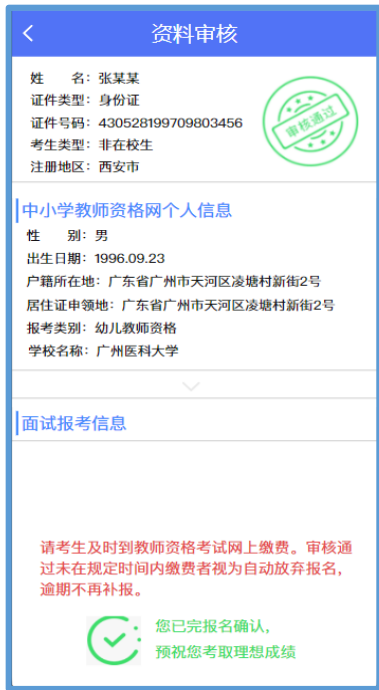 资料审核
姓 名：张某某
证件类型：身份证
证件号码：430528199709803456
考生类型：非在校生
注册地区：西安市
审核通过
中小学教师资格网个人信息
性 别：男
出生日期：1996.09.23
户籍所在地：广东省广州市天河区凌塘村新街2号
居住证申领地：广东省广州市天河区凌塘村新街2号
报考类别：幼儿教师资格
学校名称：广州医科大学
面试报考信息
请考生及时到教师资格考试网上缴费。审核通
过未在规定时间内缴费者视为自动放弃报名，
逾期不再补报。
您已完报名确认，
预祝您考取理想成绩